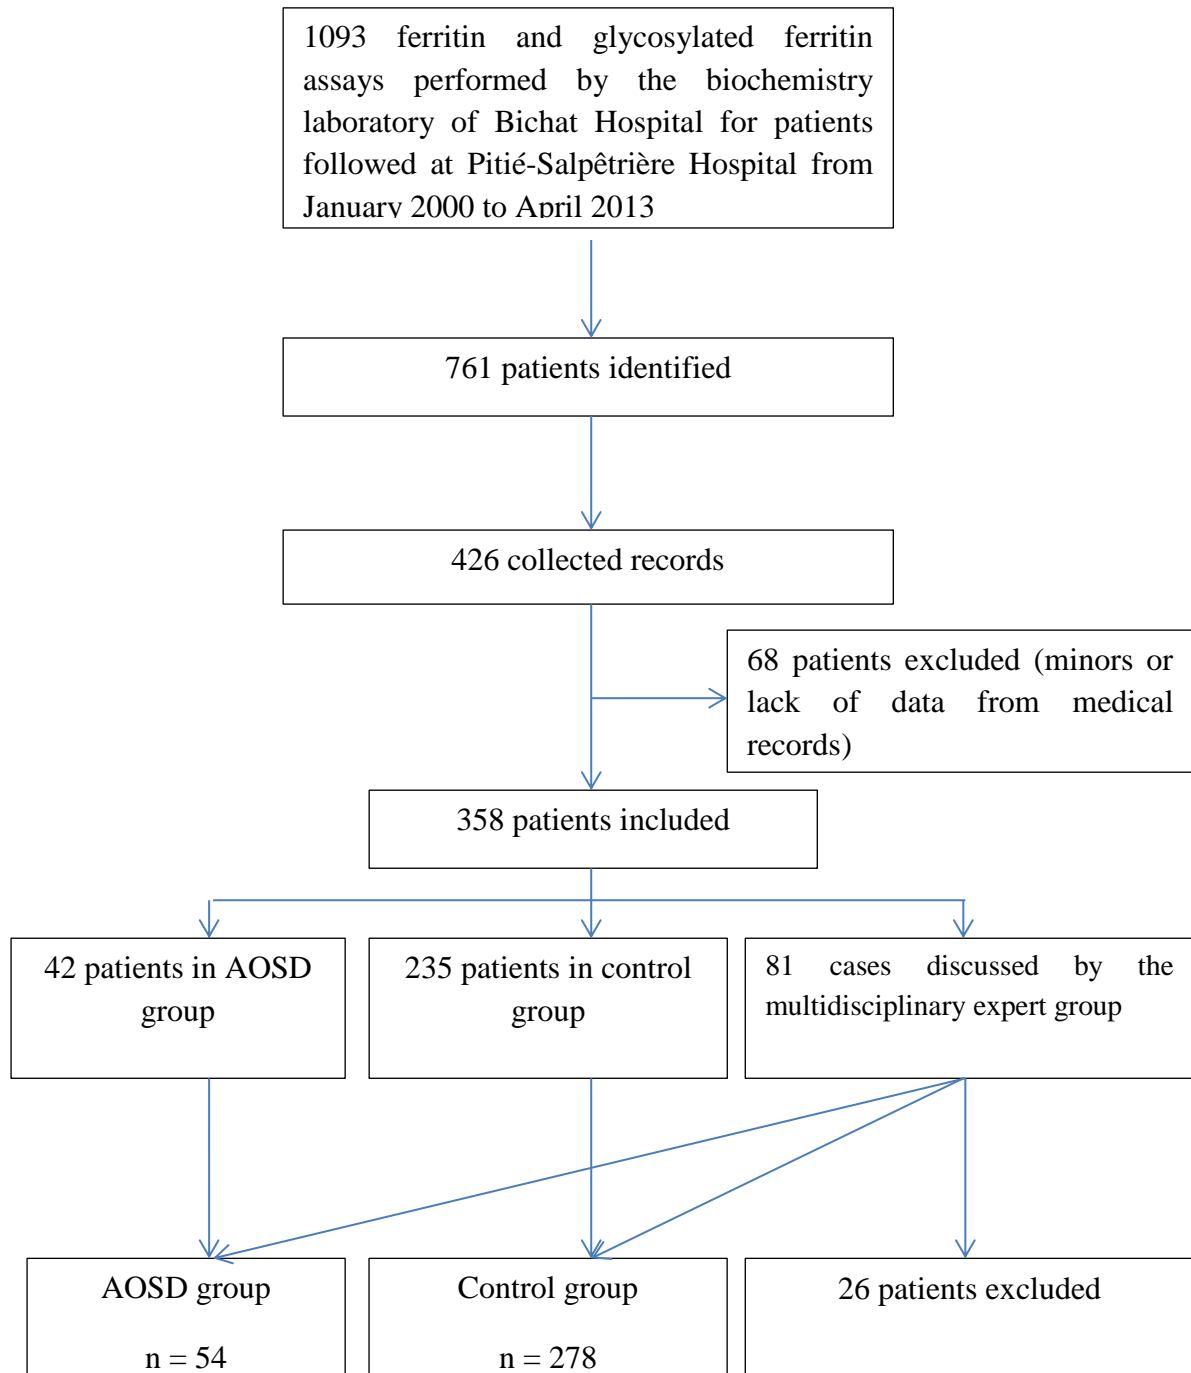 1093 ferritin and glycosylated ferritin
assays performed by the biochemistry
laboratory of Bichat Hospital for patients
followed at Pitié-Salpêtrière Hospital from
January 2000 to April 2013
761 patients identified
426 collected records
68 patients excluded (minors or
lack of data from medical
records)
358 patients included
42 patients in AOSD
group
235 patients in control
group
81 cases discussed by the
multidisciplinary expert group
AOSD group
n = 54
Control group
n = 278
26 patients excluded